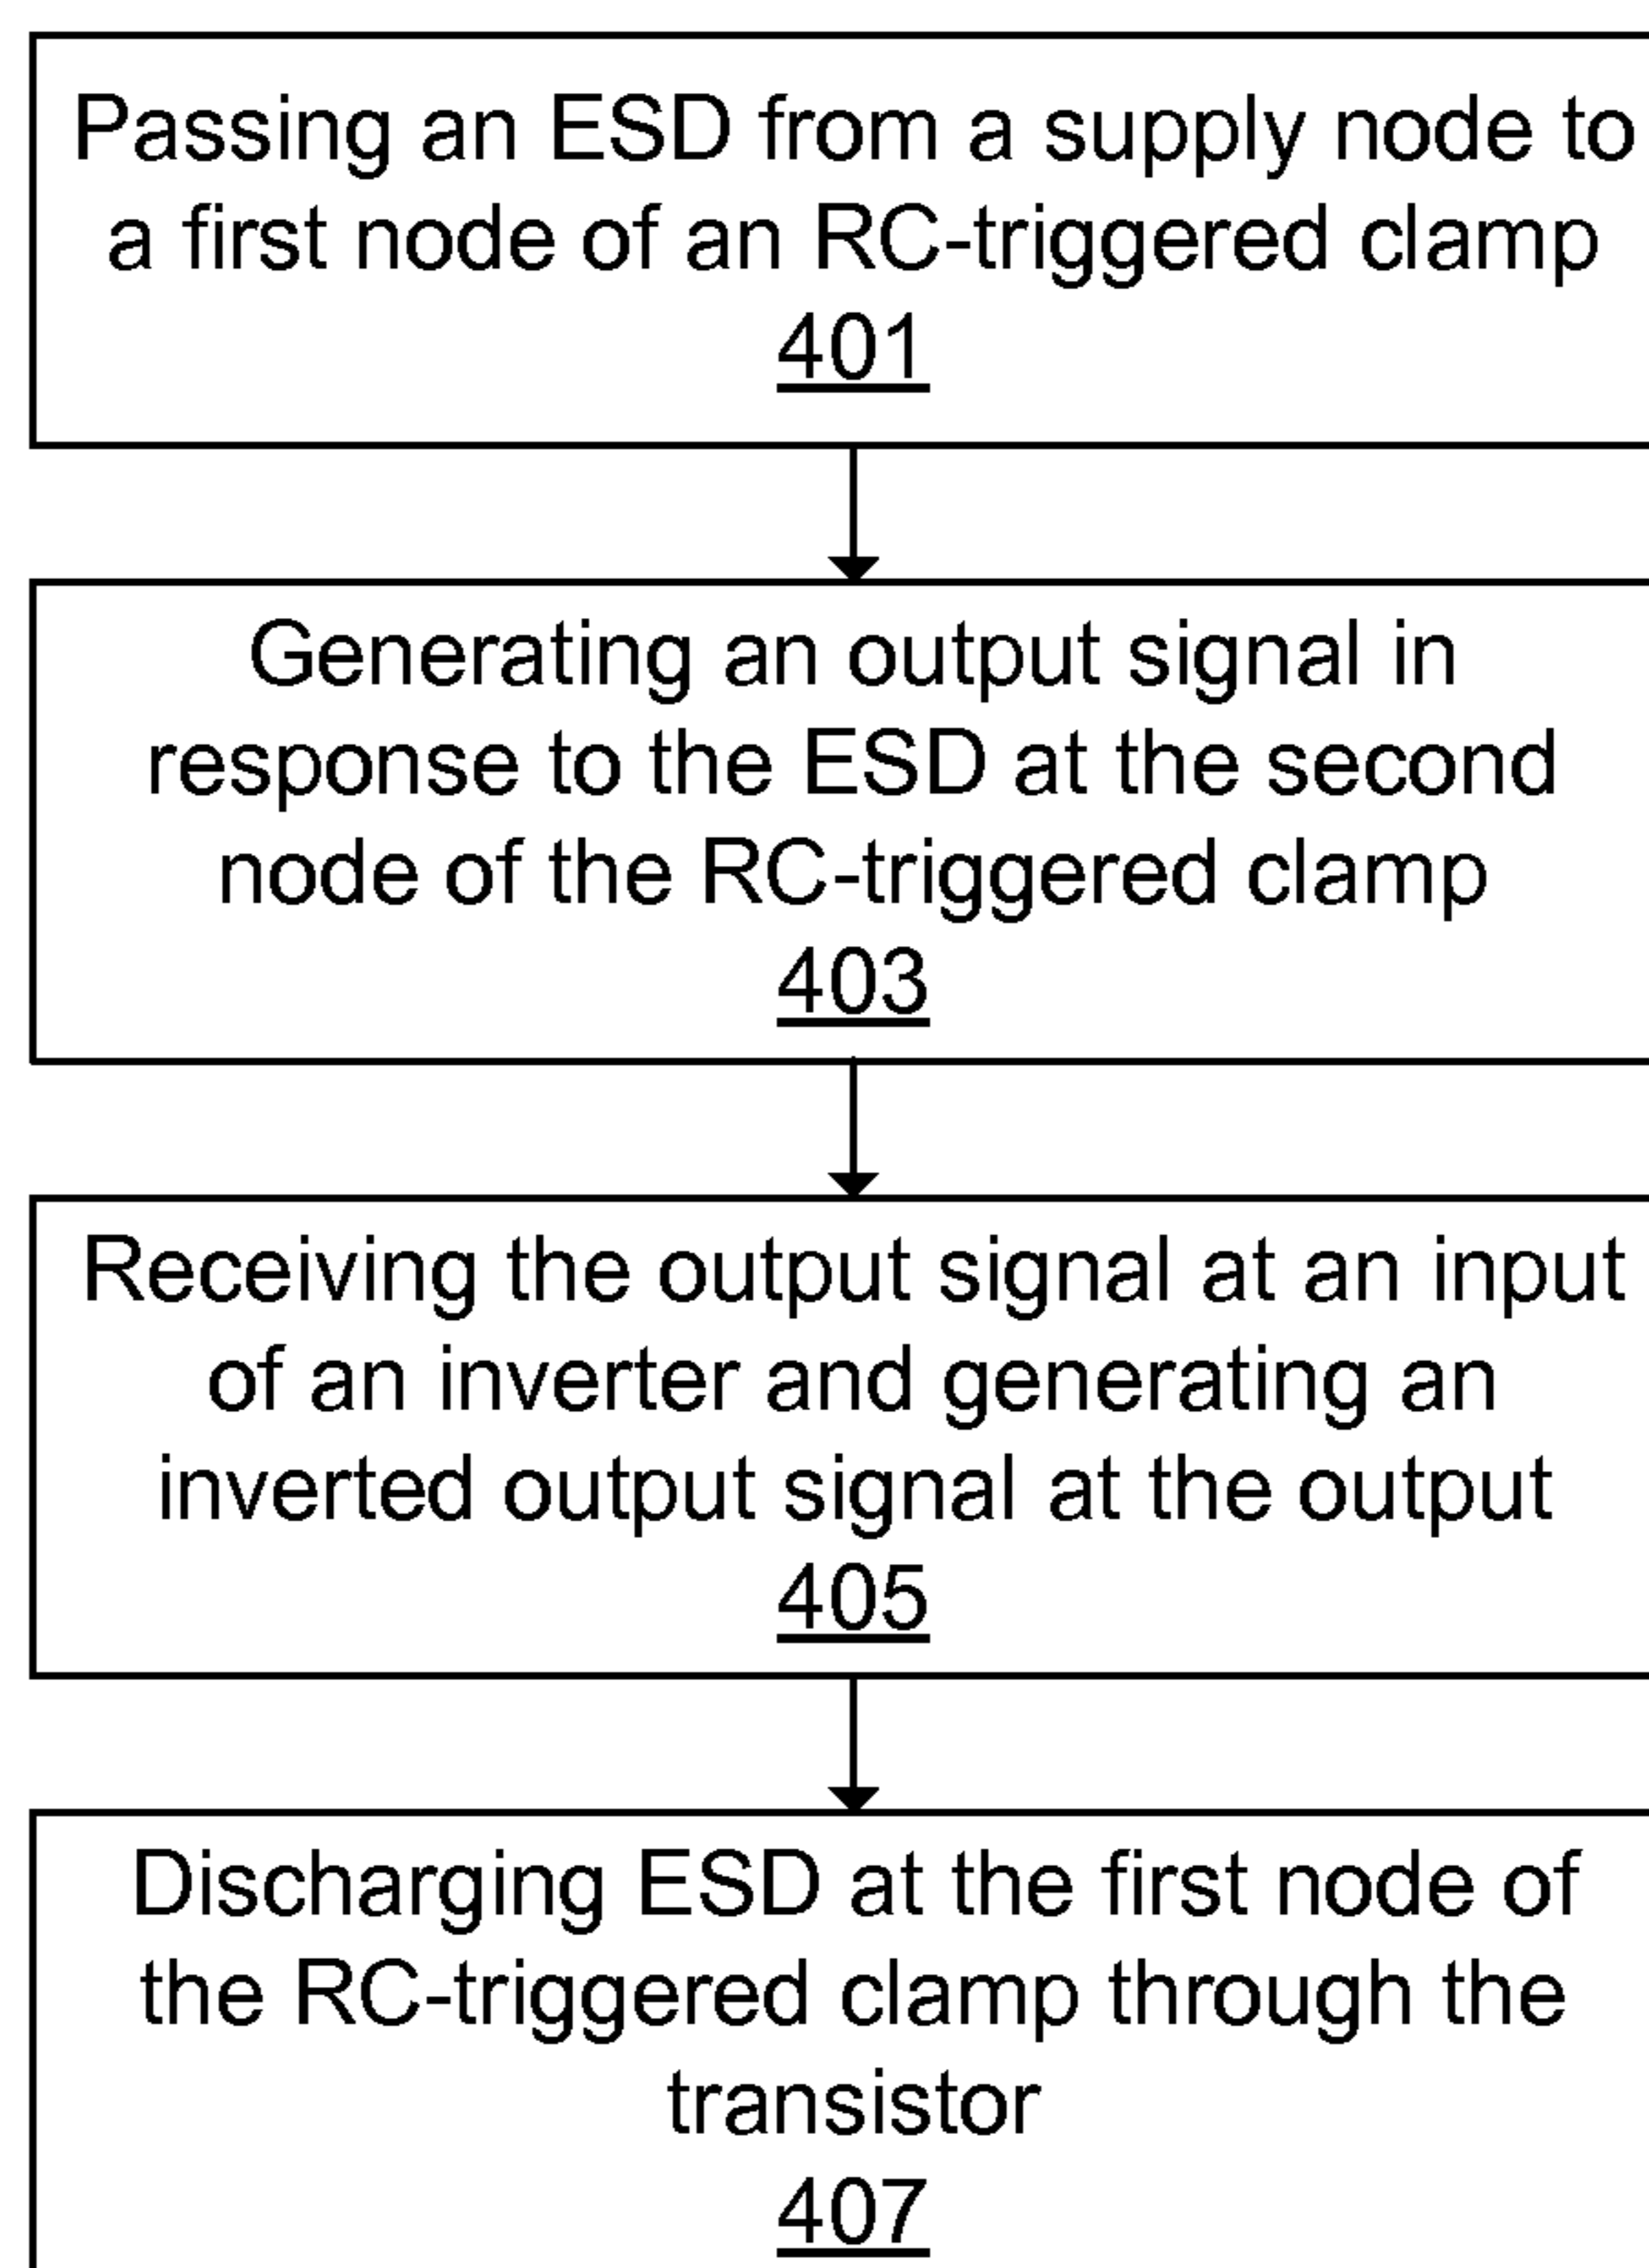 Passing an ESD from a supply node to
a first node of an RC-triggered clamp
401
Generating an output signal in
response to the ESD at the second
node of the RC-triggered clamp
403
Receiving the output signal at an input
of an inverter and generating an
inverted output signal at the output
405
Discharging ESD at the first node of
the RC-triggered clamp through the
transistor
407